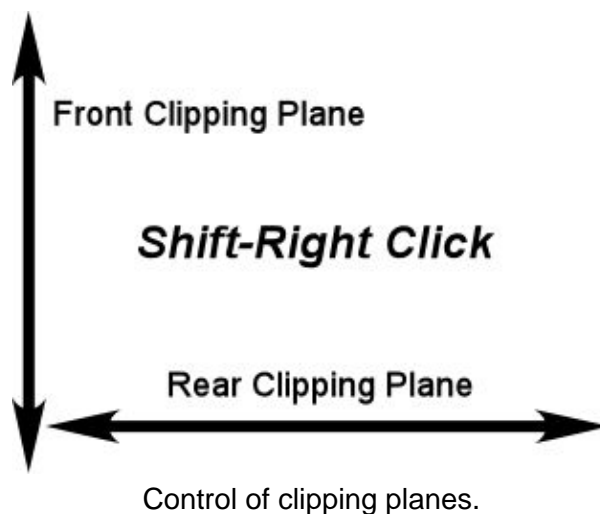 Front Clipping Plane
Shift-Right Click
Rear Clipping Plane
Control of clipping planes.